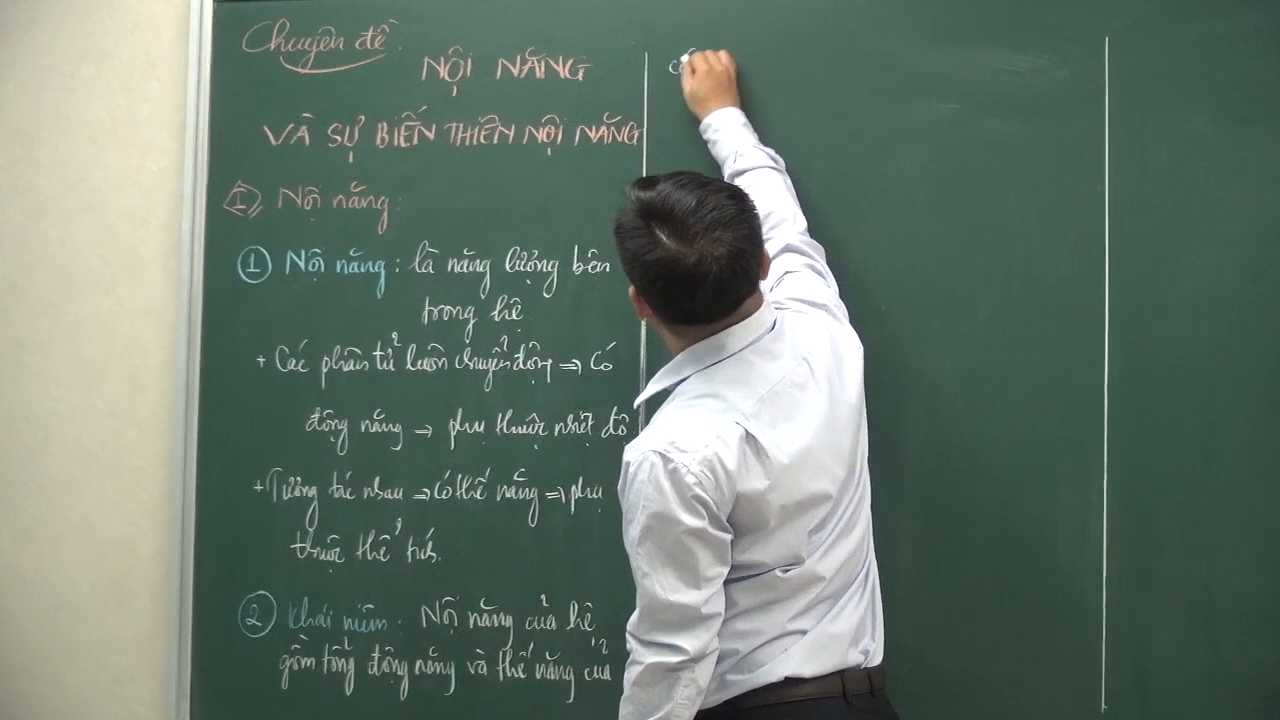 Chuyên đề:
NỘI NĂNG
VÀ SỰ BIẾN THIÊN NỘI NĂNG
I, Nội năng:
① Nội năng: là năng lượng bên
trong hệ
+ Các phân tử luôn chuyển động ⇒ Có
động năng ⇒ phụ thuộc nhiệt độ
+ Tương tác nhau ⇒ có thế năng ⇒ phụ
thuộc thể tích.
② Khái niệm. Nội năng của hệ
gồm tổng động năng và thế năng của